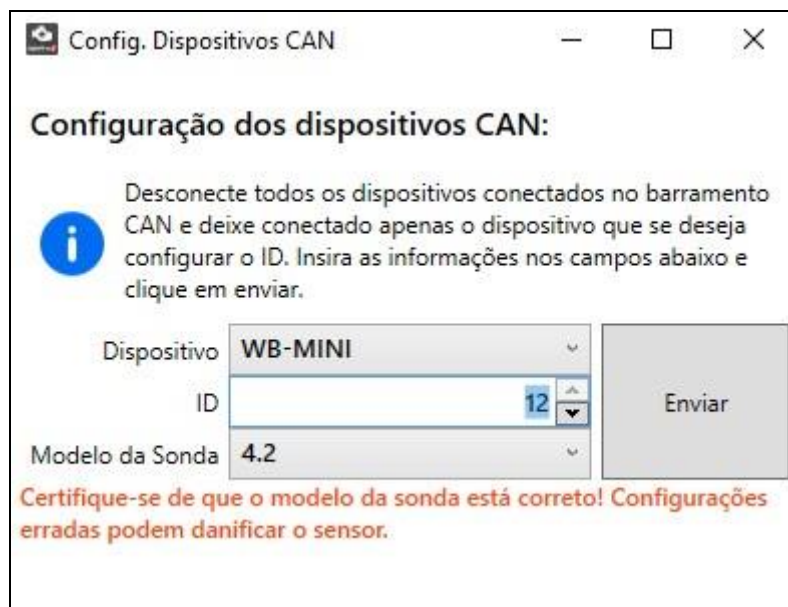 Config. Dispositivos CAN
Configuração dos dispositivos CAN:
Desconecte todos os dispositivos conectados no barramento
CAN e deixe conectado apenas o dispositivo que se deseja
configurar o ID. Insira as informações nos campos abaixo e
clique em enviar.
Dispositivo WB-MINI
ID 12
Enviar
Modelo da Sonda 4.2
Certifique-se de que o modelo da sonda está correto! Configurações
erradas podem danificar o sensor.